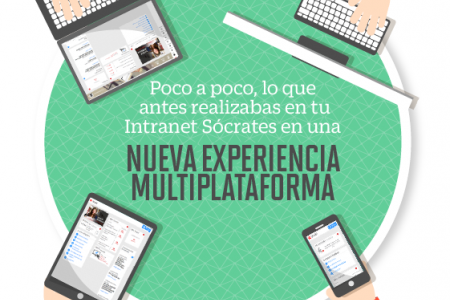 Poco a poco, lo que
antes realizabas en tu
Intranet Sócrates en una
NUEVA EXPERIENCIA
MULTIPLATAFORMA